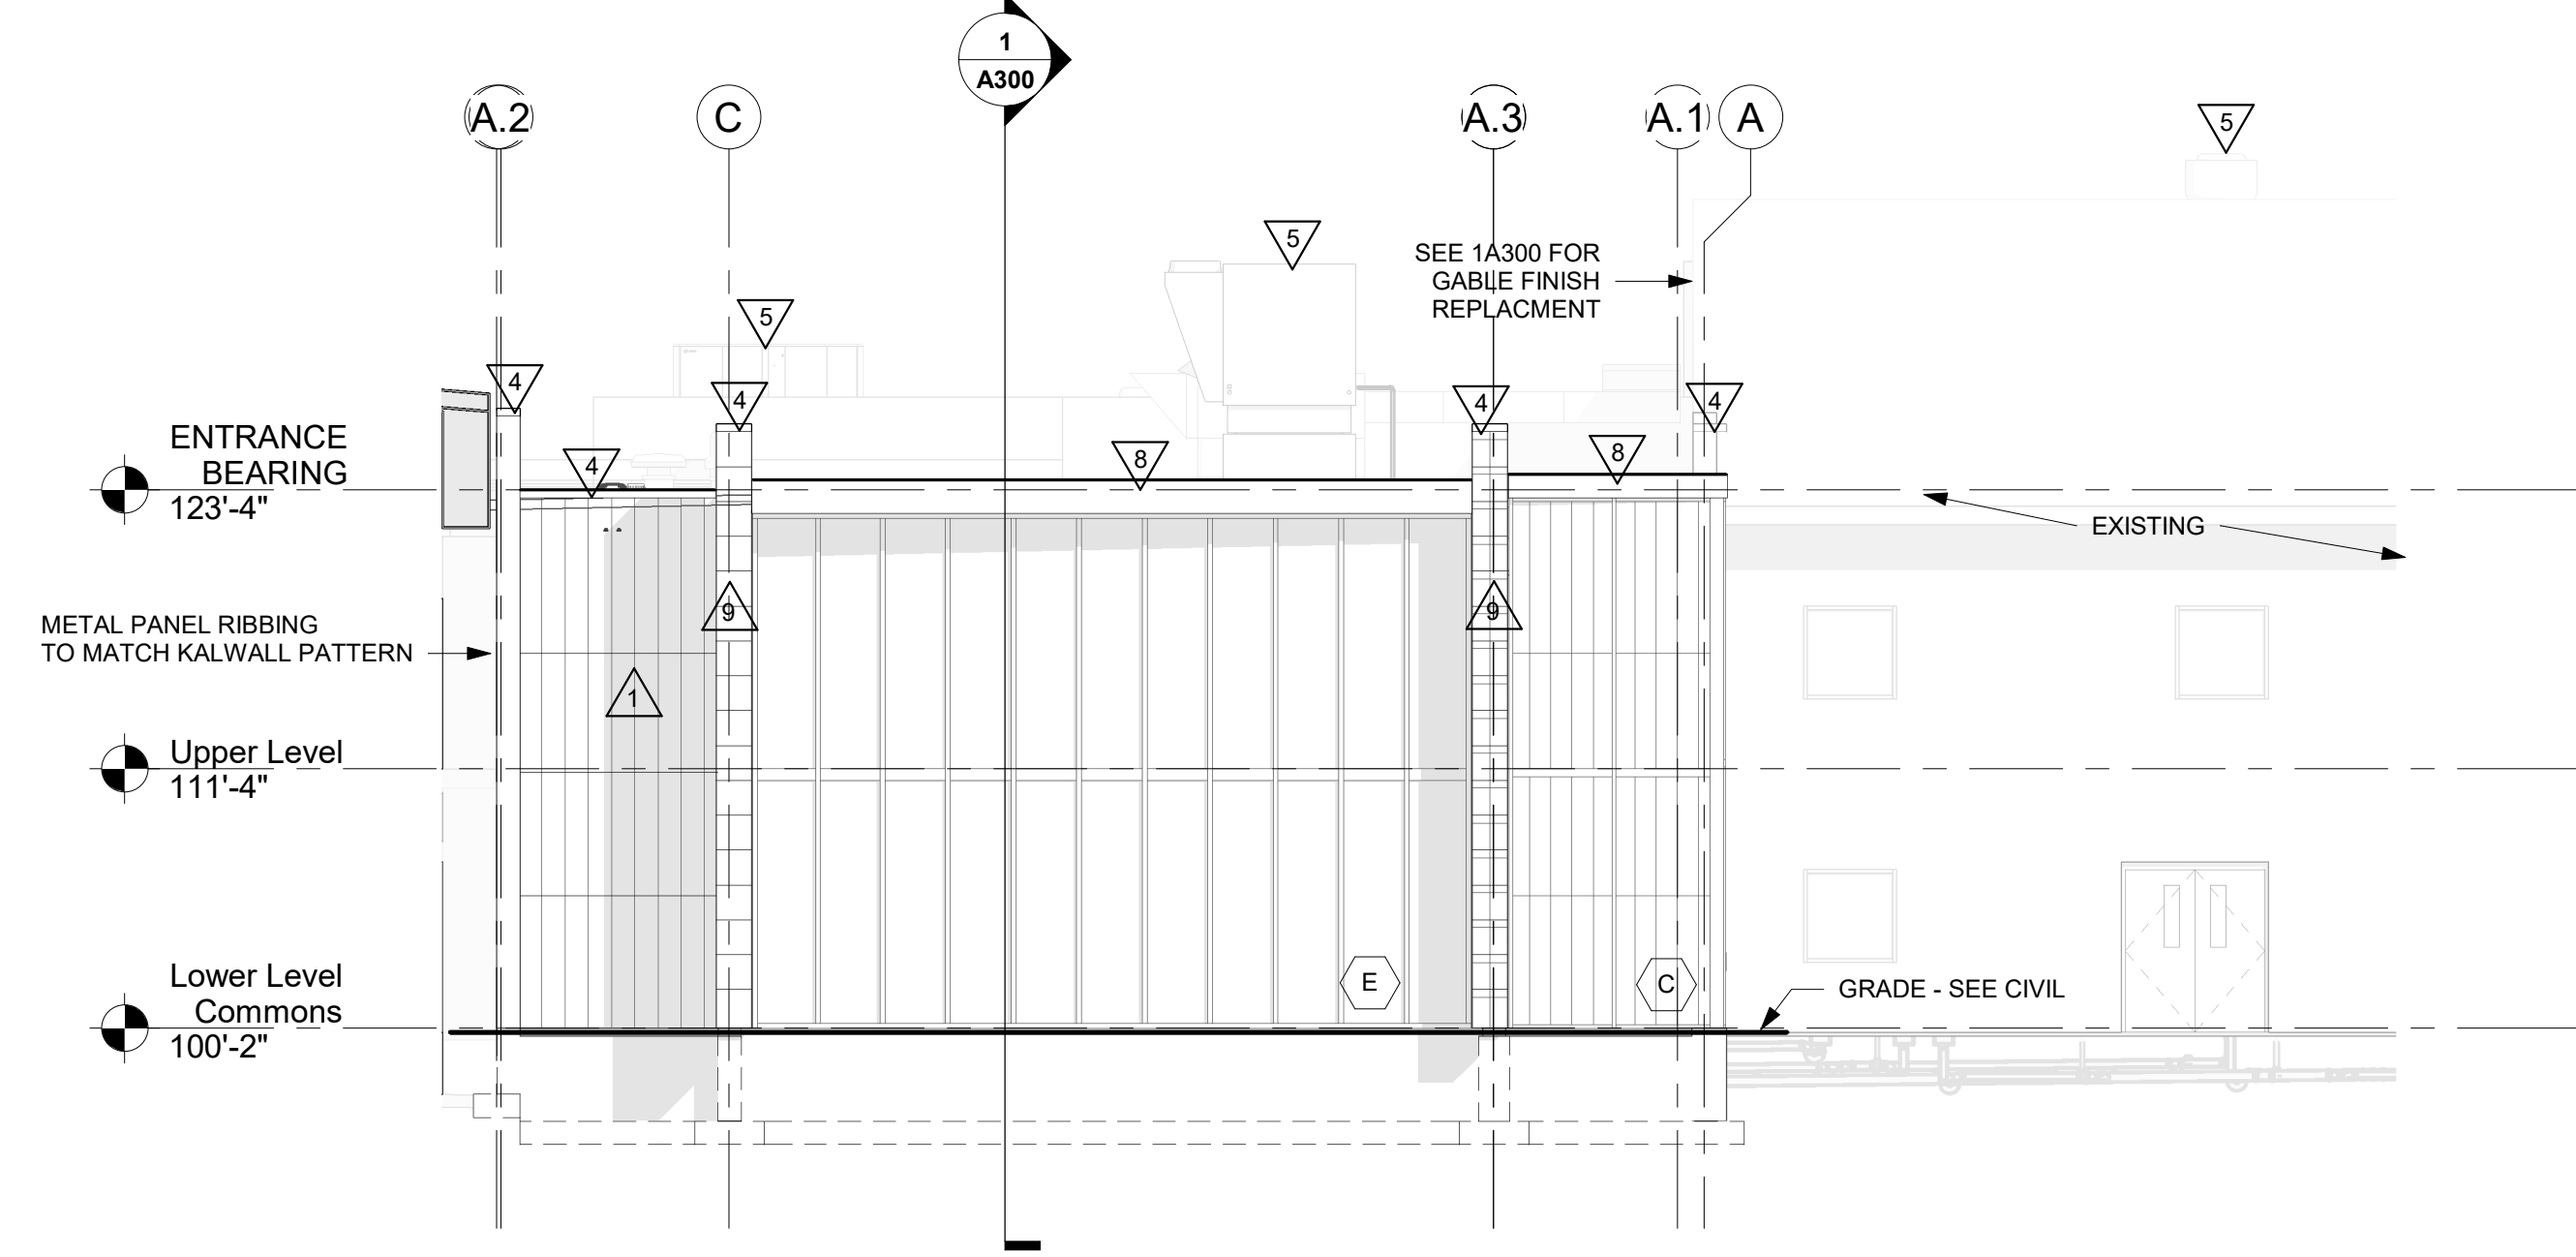 1
A300
A.2
C
A.3
A.1
A
5
5
5
SEE 1A300 FOR
GABLE FINISH
REPLACMENT
4
4
4
4
4
8
8
ENTRANCE
BEARING
123'-4"
EXISTING
9
9
METAL PANEL RIBBING
TO MATCH KALWALL PATTERN
1
Upper Level
111'-4"
Lower Level
Commons
100'-2"
E
C
GRADE - SEE CIVIL